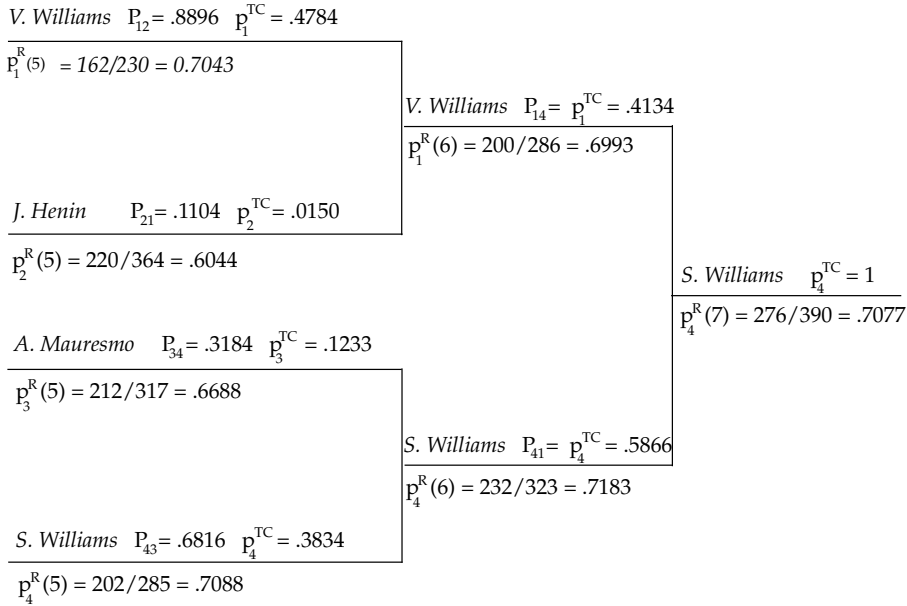 V. Williams P₁₂= .8896 p₁ᵀᶜ= .4784
p₁ᴿ(5) = 162/230 = 0.7043
V. Williams P₁₄= p₁ᵀᶜ = .4134
p₁ᴿ(6) = 200/286 = .6993
J. Henin P₂₁= .1104 p₂ᵀᶜ= .0150
p₂ᴿ(5) = 220/364 = .6044
S. Williams p₄ᵀᶜ = 1
p₄ᴿ(7) = 276/390 = .7077
A. Mauresmo P₃₄= .3184 p₃ᵀᶜ= .1233
p₃ᴿ(5) = 212/317 = .6688
S. Williams P₄₁= p₄ᵀᶜ = .5866
p₄ᴿ(6) = 232/323 = .7183
S. Williams P₄₃= .6816 p₄ᵀᶜ= .3834
p₄ᴿ(5) = 202/285 = .7088